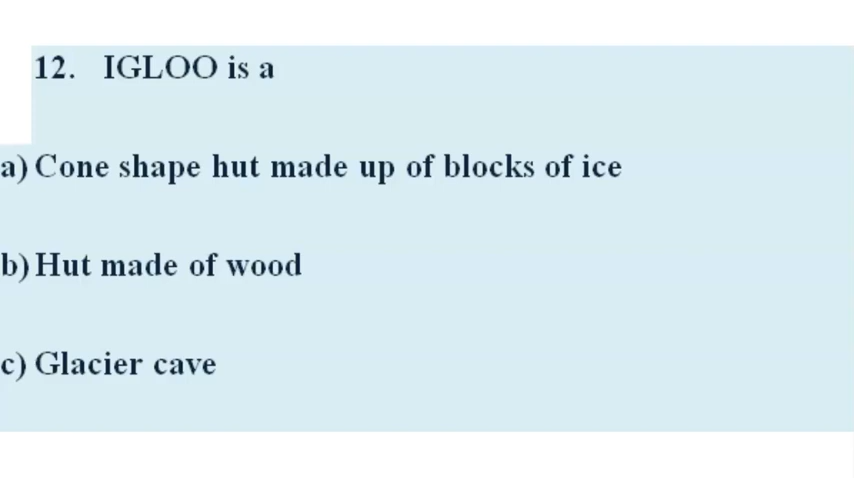 12. IGLOO is a
a) Cone shape hut made up of blocks of ice
b) Hut made of wood
c) Glacier cave